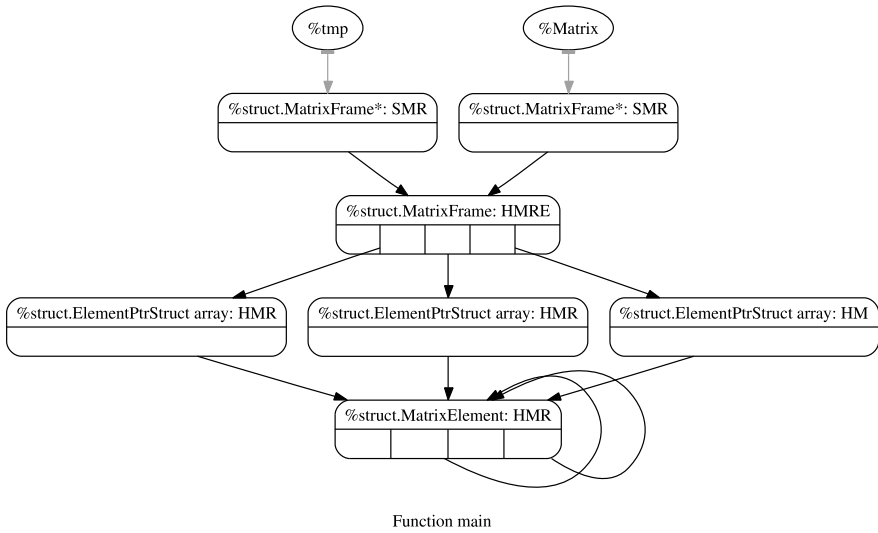 %tmp
%Matrix
%struct.MatrixFrame*: SMR
%struct.MatrixFrame*: SMR
%struct.MatrixFrame: HMRE
%struct.ElementPtrStruct array: HMR
%struct.ElementPtrStruct array: HMR
%struct.ElementPtrStruct array: HM
%struct.MatrixElement: HMR
Function main